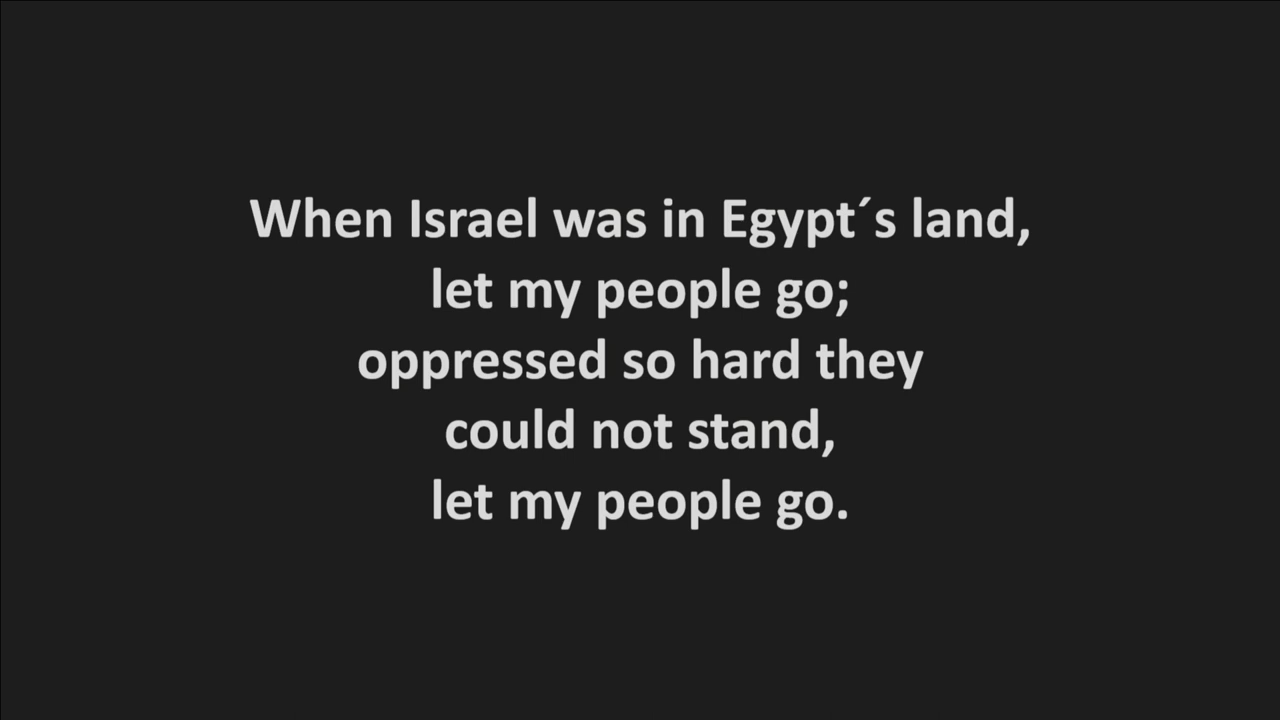 When Israel was in Egypt´s land,
let my people go;
oppressed so hard they
could not stand,
let my people go.